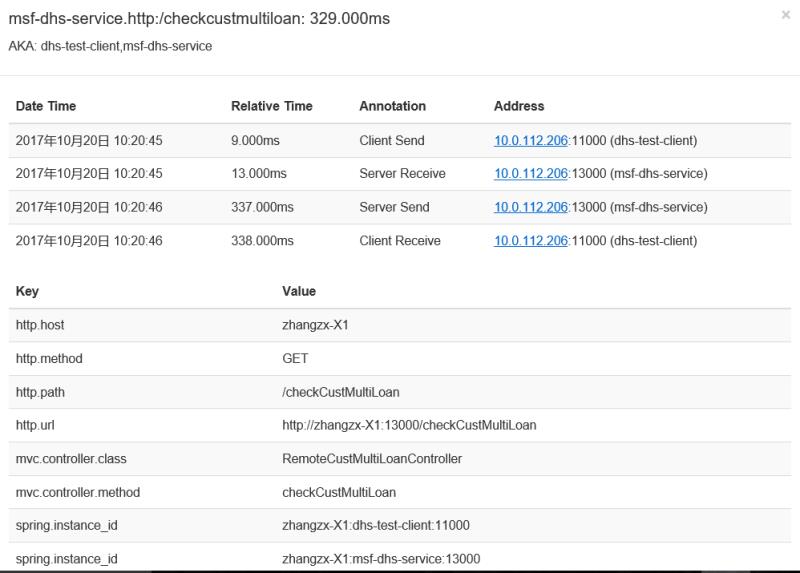 msf-dhs-service.http:/checkcustmultiloan: 329.000ms
×
AKA: dhs-test-client,msf-dhs-service
Date Time Relative Time Annotation Address
2017年10月20日 10:20:45 9.000ms Client Send 10.0.112.206:11000 (dhs-test-client)
2017年10月20日 10:20:45 13.000ms Server Receive 10.0.112.206:13000 (msf-dhs-service)
2017年10月20日 10:20:46 337.000ms Server Send 10.0.112.206:13000 (msf-dhs-service)
2017年10月20日 10:20:46 338.000ms Client Receive 10.0.112.206:11000 (dhs-test-client)
Key Value
http.host zhangzx-X1
http.method GET
http.path /checkCustMultiLoan
http.url http://zhangzx-X1:13000/checkCustMultiLoan
mvc.controller.class RemoteCustMultiLoanController
mvc.controller.method checkCustMultiLoan
spring.instance_id zhangzx-X1:dhs-test-client:11000
spring.instance_id zhangzx-X1:msf-dhs-service:13000